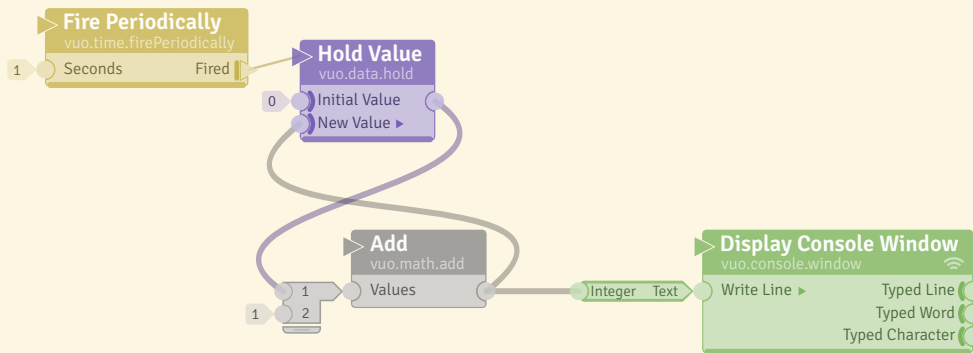 Fire Periodically
vuo.time.firePeriodically
1 Seconds Fired
Hold Value
vuo.data.hold
0 Initial Value
New Value
Add
vuo.math.add
1 Values
1 2
Integer Text
Display Console Window
vuo.console.window
Write Line Typed Line
Typed Word
Typed Character